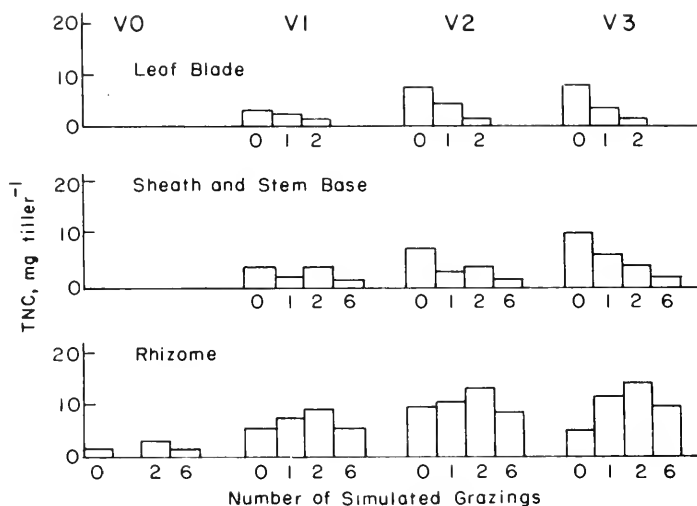 V0 V1 V2 V3
20
Leaf Blade
10
0
0 1 2 0 1 2 0 1 2
20
Sheath and Stem Base
10
0
0 1 2 6 0 1 2 6 0 1 2 6
TNC, mg tiller⁻¹
20
Rhizome
10
0
0 2 6 0 1 2 6 0 1 2 6 0 1 2 6
Number of Simulated Grazings